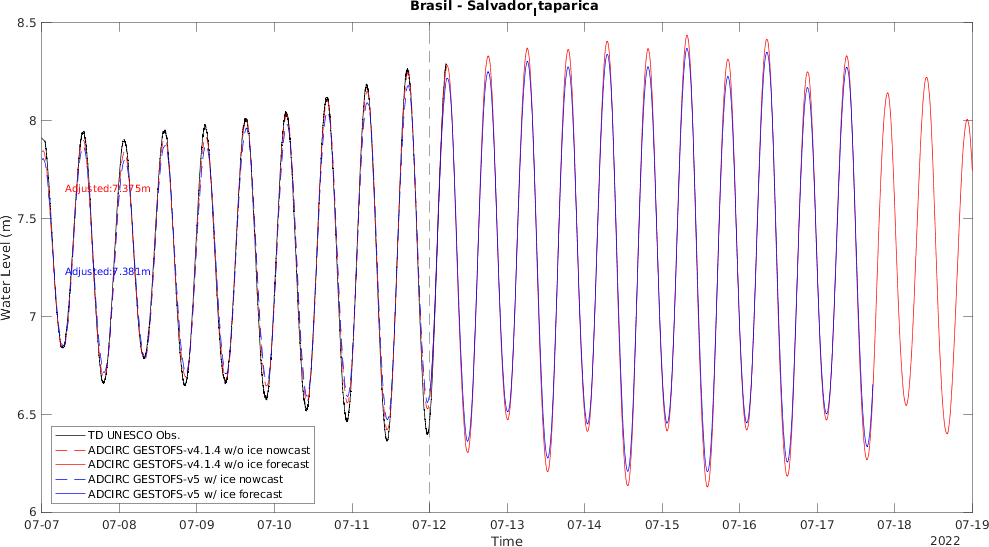 Brasil - Salvador Itaparica
8.5
8
7.5
7
6.5
6
Water Level (m)
Adjusted:7.375m
Adjusted:7.381m
TD UNESCO Obs.
ADCIRC GESTOFS-v4.1.4 w/o ice nowcast
ADCIRC GESTOFS-v4.1.4 w/o ice forecast
ADCIRC GESTOFS-v5 w/ ice nowcast
ADCIRC GESTOFS-v5 w/ ice forecast
07-07 07-08 07-09 07-10 07-11 07-12 07-13 07-14 07-15 07-16 07-17 07-18 07-19
Time
2022